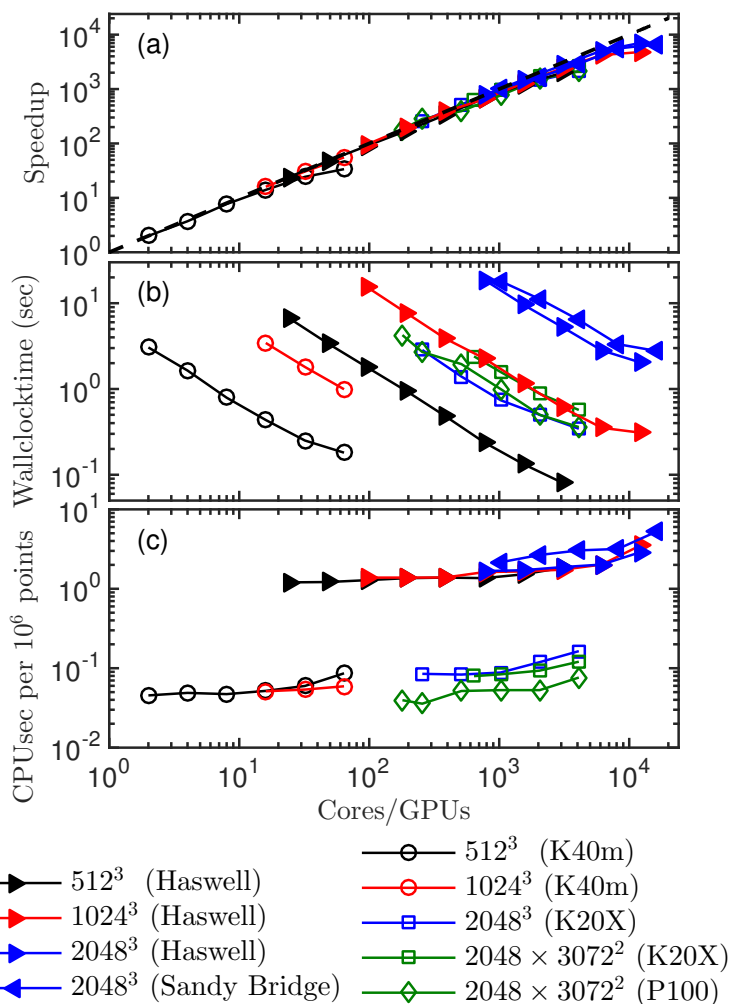 (a)
Speedup
10^4
10^3
10^2
10^1
10^0
(b)
Wallclocktime (sec)
10^1
10^0
10^-1
(c)
CPUsec per 10^6 points
10^1
10^0
10^-1
10^-2
10^0 10^1 10^2 10^3 10^4
Cores/GPUs
512^3 (Haswell)
1024^3 (Haswell)
2048^3 (Haswell)
2048^3 (Sandy Bridge)
512^3 (K40m)
1024^3 (K40m)
2048^3 (K20X)
2048 × 3072^2 (K20X)
2048 × 3072^2 (P100)